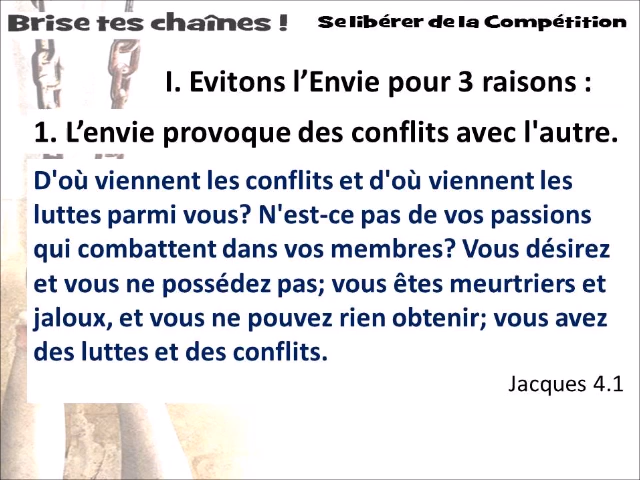 Brise tes chaînes ! Se libérer de la Compétition
I. Evitons l’Envie pour 3 raisons :
1. L’envie provoque des conflits avec l'autre.
D'où viennent les conflits et d'où viennent les
luttes parmi vous? N'est-ce pas de vos passions
qui combattent dans vos membres? Vous désirez
et vous ne possédez pas; vous êtes meurtriers et
jaloux, et vous ne pouvez rien obtenir; vous avez
des luttes et des conflits.
Jacques 4.1